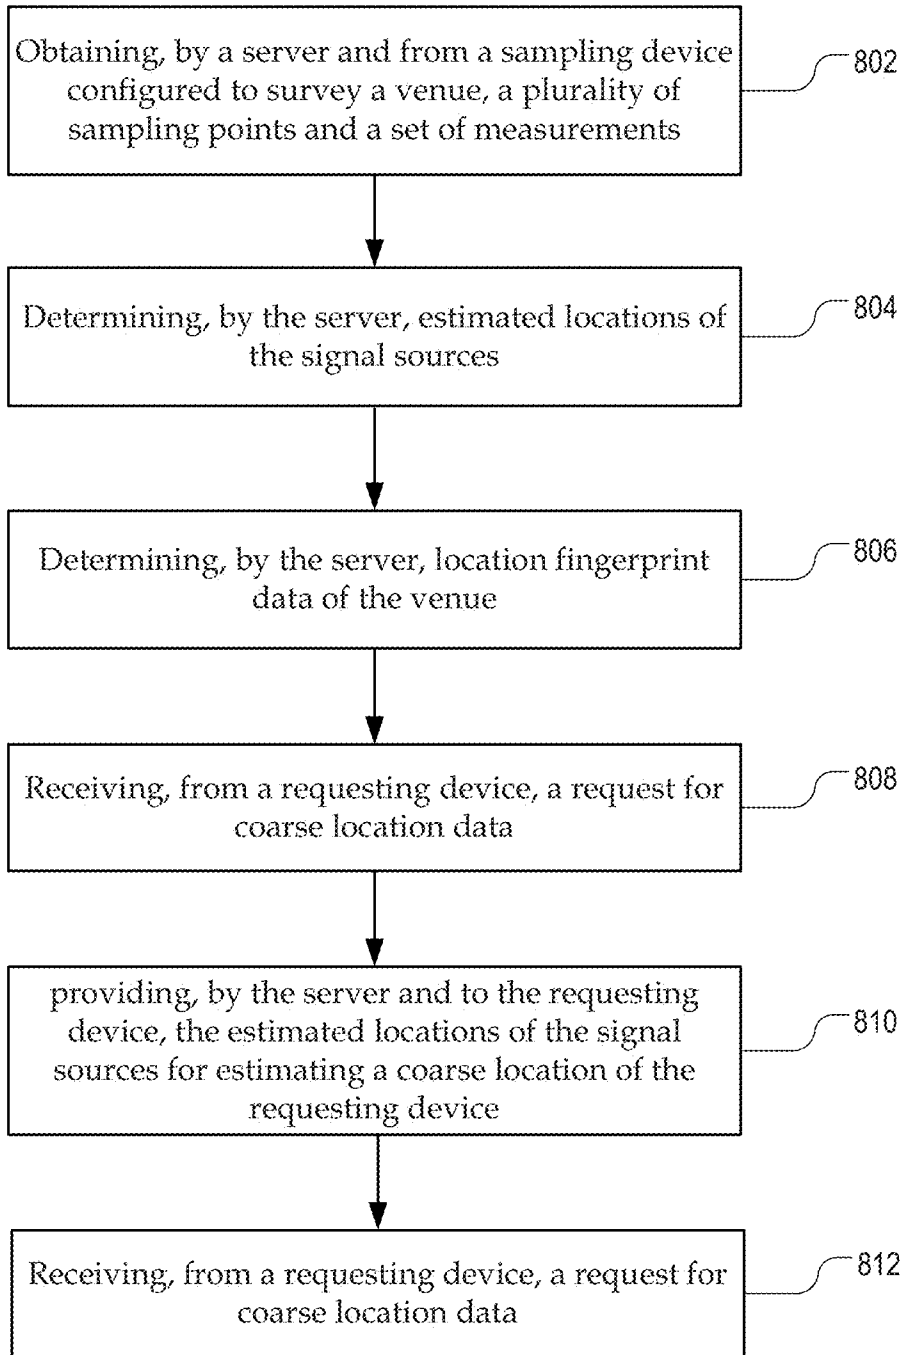 Obtaining, by a server and from a sampling device
configured to survey a venue, a plurality of
sampling points and a set of measurements
802
Determining, by the server, estimated locations of
the signal sources
804
Determining, by the server, location fingerprint
data of the venue
806
Receiving, from a requesting device, a request for
coarse location data
808
providing, by the server and to the requesting
device, the estimated locations of the signal
sources for estimating a coarse location of the
requesting device
810
Receiving, from a requesting device, a request for
coarse location data
812